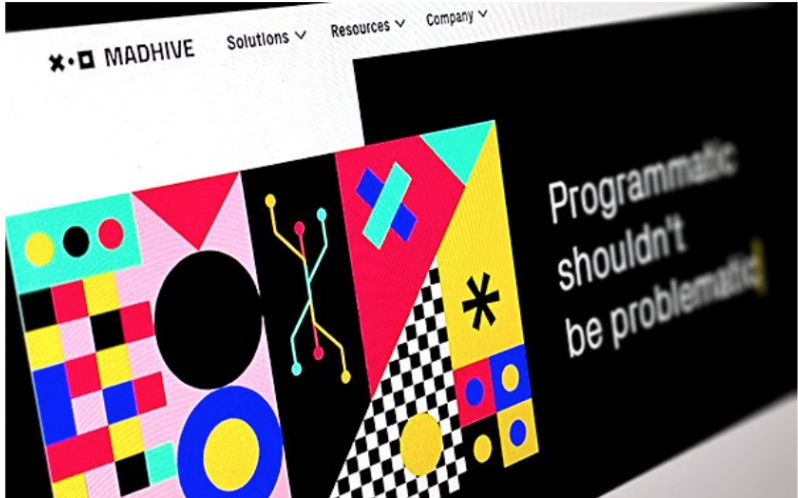 MADHIVE
Solutions
Resources
Company
Programmatic
shouldn't
be problematic